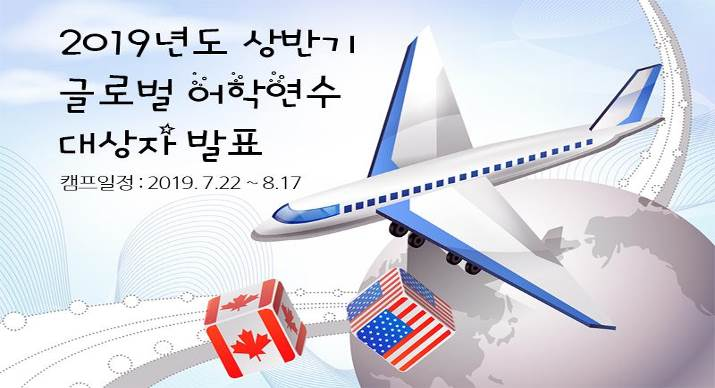 2019년도 상반기
글로벌 어학연수
대상자 발표
캠프일정 : 2019. 7.22 ~ 8.17